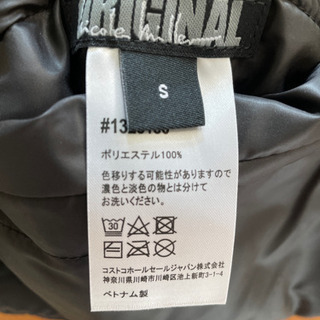 ORIGINAL
Nicole Miller
S
ポリエステル100%
色移りする可能性がありますので
濃色と淡色の物とは分けて
お洗いください。
30
コストコホールセールジャパン株式会社
神奈川県川崎市川崎区池上新町3-1-4
ベトナム製